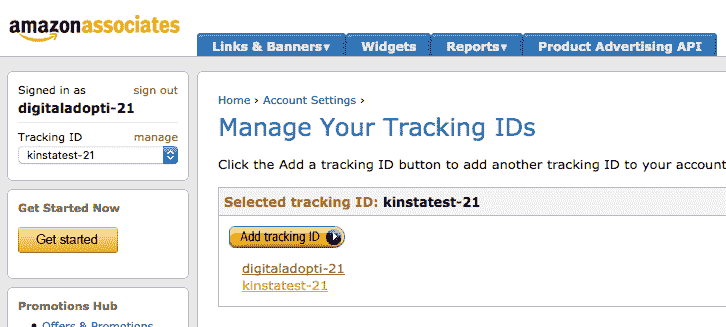 amazonassociates
Links & Banners▾ Widgets Reports▾ Product Advertising API
Signed in as sign out
digitaladopti-21
Tracking ID manage
kinstatest-21
Get Started Now
Get started
Promotions Hub
• Offers & Promotions
Home › Account Settings ›
Manage Your Tracking IDs
Click the Add a tracking ID button to add another tracking ID to your account
Selected tracking ID: kinstatest-21
Add tracking ID
digitaladopti-21
kinstatest-21